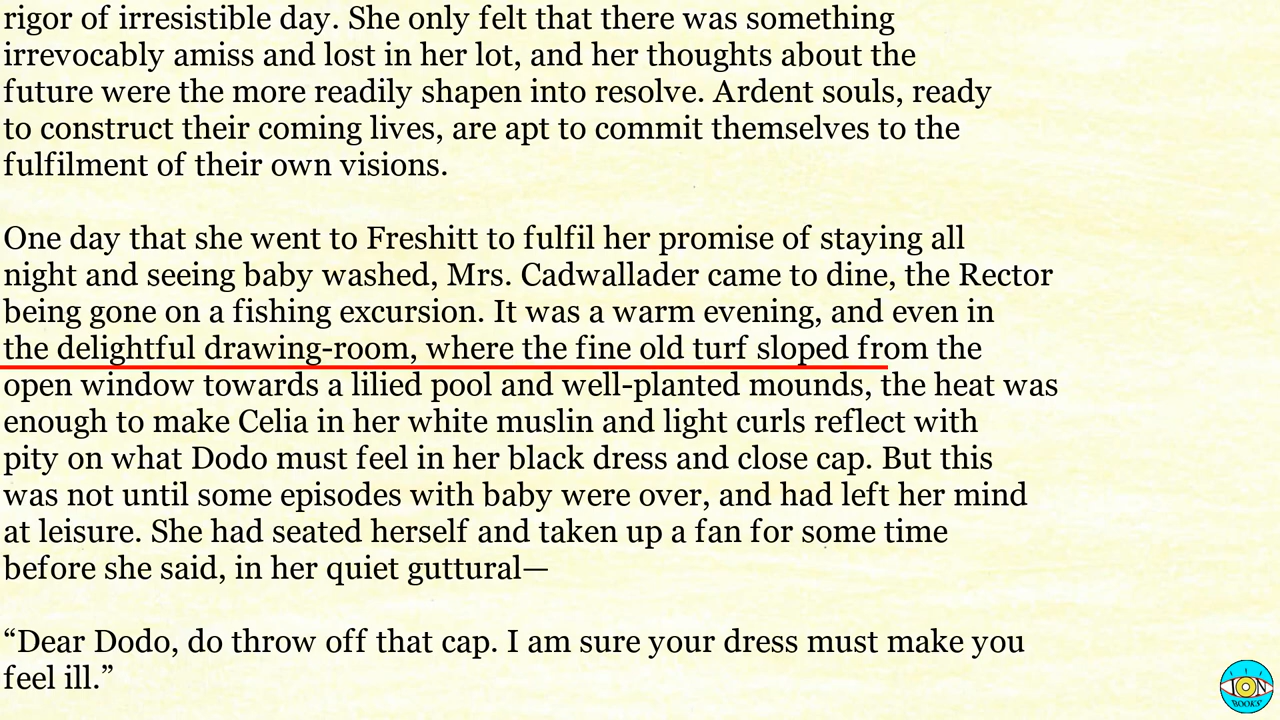 rigor of irresistible day. She only felt that there was something
irrevocably amiss and lost in her lot, and her thoughts about the
future were the more readily shapen into resolve. Ardent souls, ready
to construct their coming lives, are apt to commit themselves to the
fulfilment of their own visions.
One day that she went to Freshitt to fulfil her promise of staying all
night and seeing baby washed, Mrs. Cadwallader came to dine, the Rector
being gone on a fishing excursion. It was a warm evening, and even in
the delightful drawing-room, where the fine old turf sloped from the
open window towards a lilied pool and well-planted mounds, the heat was
enough to make Celia in her white muslin and light curls reflect with
pity on what Dodo must feel in her black dress and close cap. But this
was not until some episodes with baby were over, and had left her mind
at leisure. She had seated herself and taken up a fan for some time
before she said, in her quiet guttural—
“Dear Dodo, do throw off that cap. I am sure your dress must make you
feel ill.”
ION
BOOKS